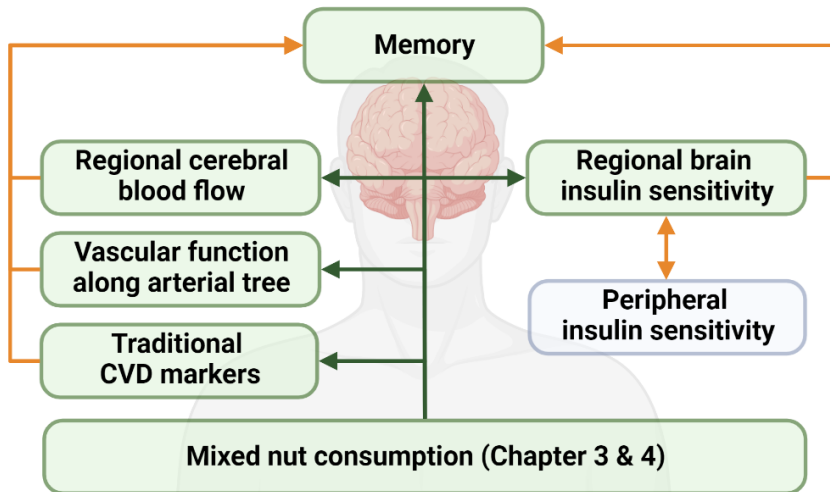 Memory
Regional cerebral
blood flow
Regional brain
insulin sensitivity
Vascular function
along arterial tree
Peripheral
insulin sensitivity
Traditional
CVD markers
Mixed nut consumption (Chapter 3 & 4)